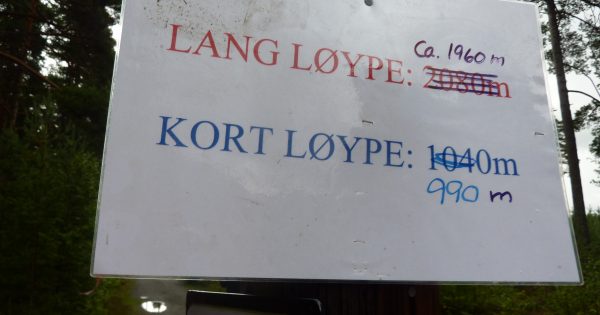 Ca. 1960 m
LANG LØYPE: 2080m
KORT LØYPE: 1040m
990 m